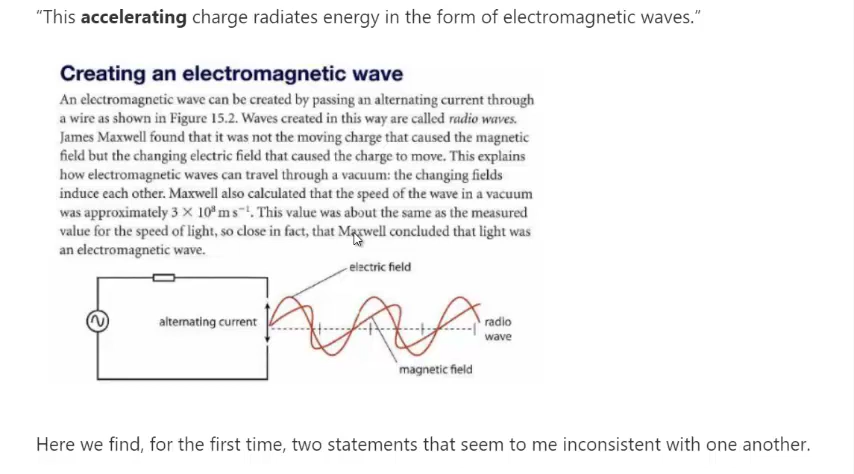 “This accelerating charge radiates energy in the form of electromagnetic waves.”
Creating an electromagnetic wave
An electromagnetic wave can be created by passing an alternating current through
a wire as shown in Figure 15.2. Waves created in this way are called radio waves.
James Maxwell found that it was not the moving charge that caused the magnetic
field but the changing electric field that caused the charge to move. This explains
how electromagnetic waves can travel through a vacuum: the changing fields
induce each other. Maxwell also calculated that the speed of the wave in a vacuum
was approximately 3 × 10⁸ m s⁻¹. This value was about the same as the measured
value for the speed of light, so close in fact, that Maxwell concluded that light was
an electromagnetic wave.
electric field
alternating current
radio
wave
magnetic field
Here we find, for the first time, two statements that seem to me inconsistent with one another.